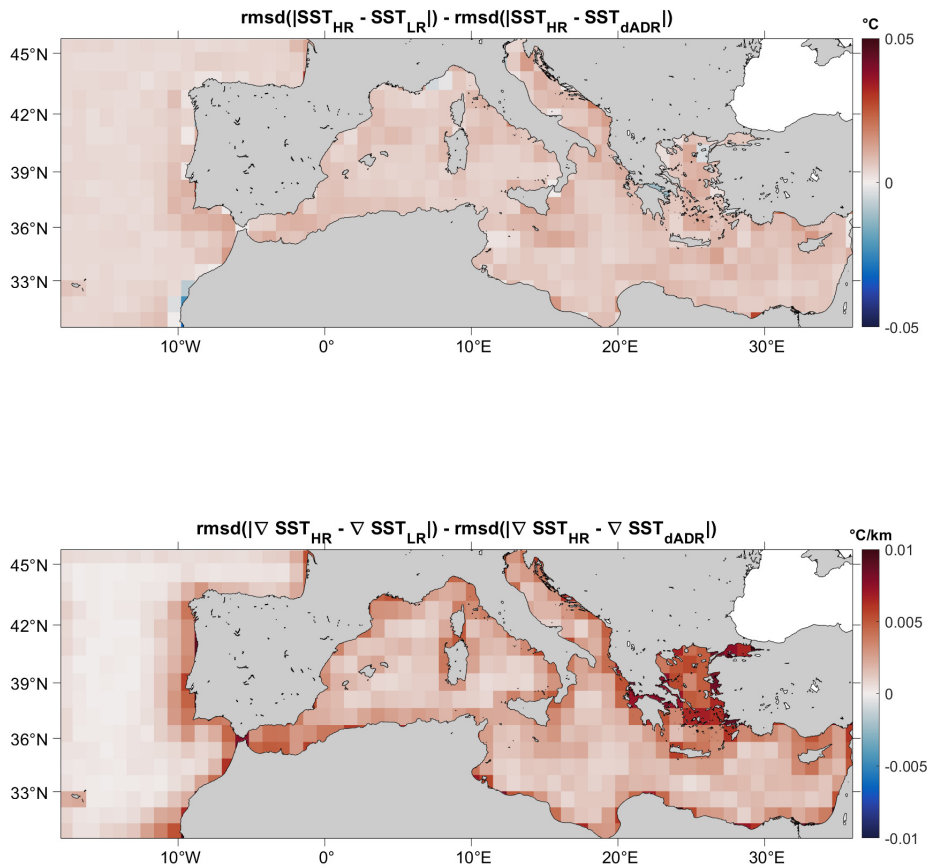 rmsd(|SST_HR - SST_LR|) - rmsd(|SST_HR - SST_dADR|)
°C
45°N
42°N
39°N
36°N
33°N
10°W 0° 10°E 20°E 30°E
0.05
0
-0.05
rmsd(|∇ SST_HR - ∇ SST_LR|) - rmsd(|∇ SST_HR - ∇ SST_dADR|)
°C/km
45°N
42°N
39°N
36°N
33°N
10°W 0° 10°E 20°E 30°E
0.01
0.005
0
-0.005
-0.01